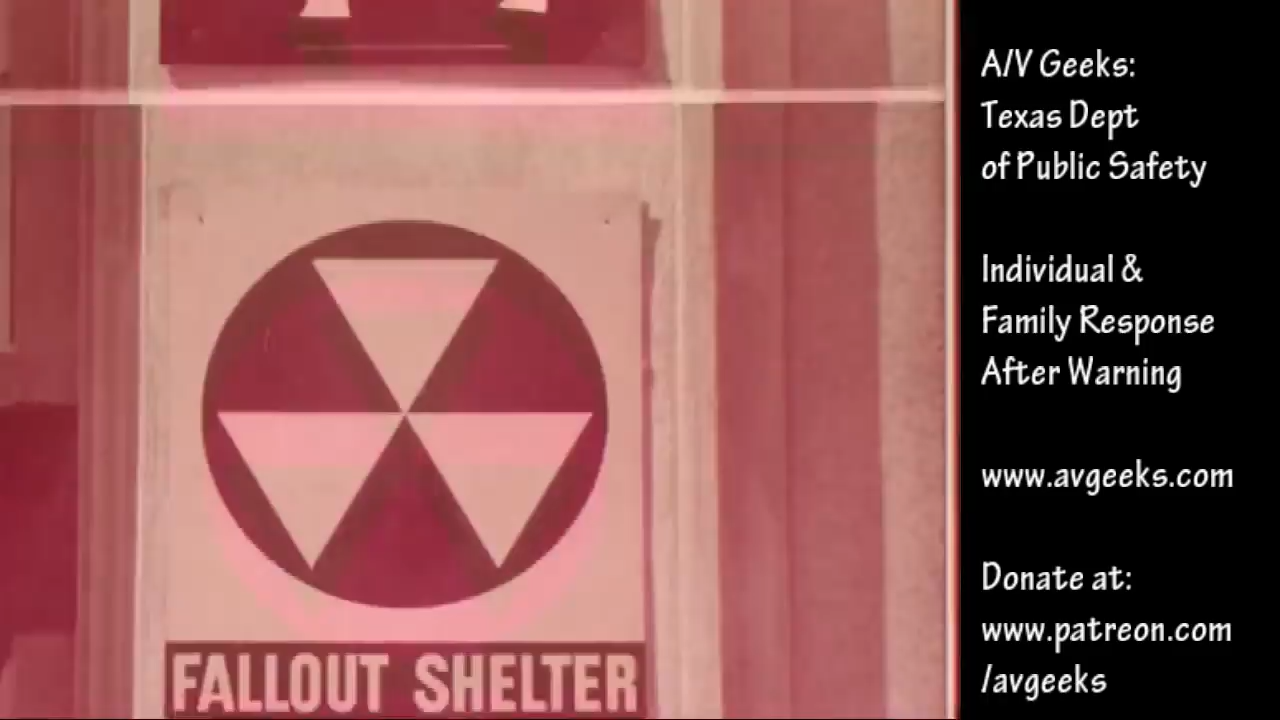 FALLOUT SHELTER
A/V Geeks:
Texas Dept
of Public Safety
Individual &
Family Response
After Warning
www.avgeeks.com
Donate at:
www.patreon.com
/avgeeks